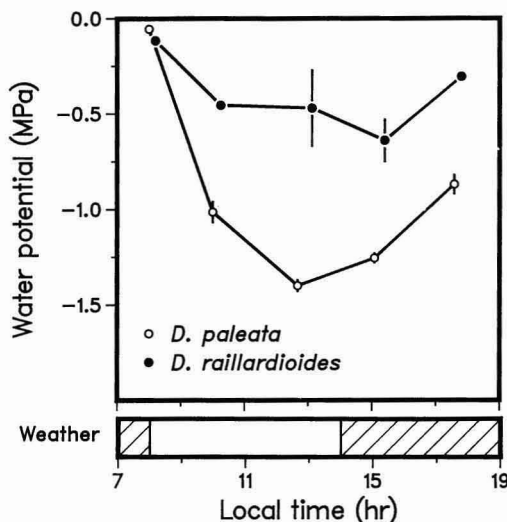 0.0
−0.5
−1.0
−1.5
Water potential (MPa)
D. paleata
D. raillardioides
Weather
7 11 15 19
Local time (hr)